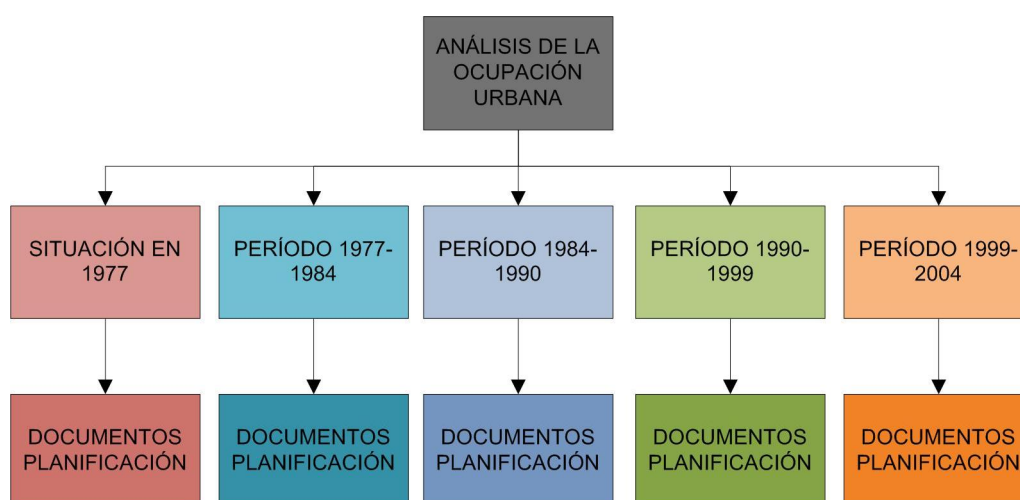 ANÁLISIS DE LA
OCUPACIÓN
URBANA
SITUACIÓN EN
1977
PERÍODO 1977-
1984
PERÍODO 1984-
1990
PERÍODO 1990-
1999
PERÍODO 1999-
2004
DOCUMENTOS
PLANIFICACIÓN
DOCUMENTOS
PLANIFICACIÓN
DOCUMENTOS
PLANIFICACIÓN
DOCUMENTOS
PLANIFICACIÓN
DOCUMENTOS
PLANIFICACIÓN